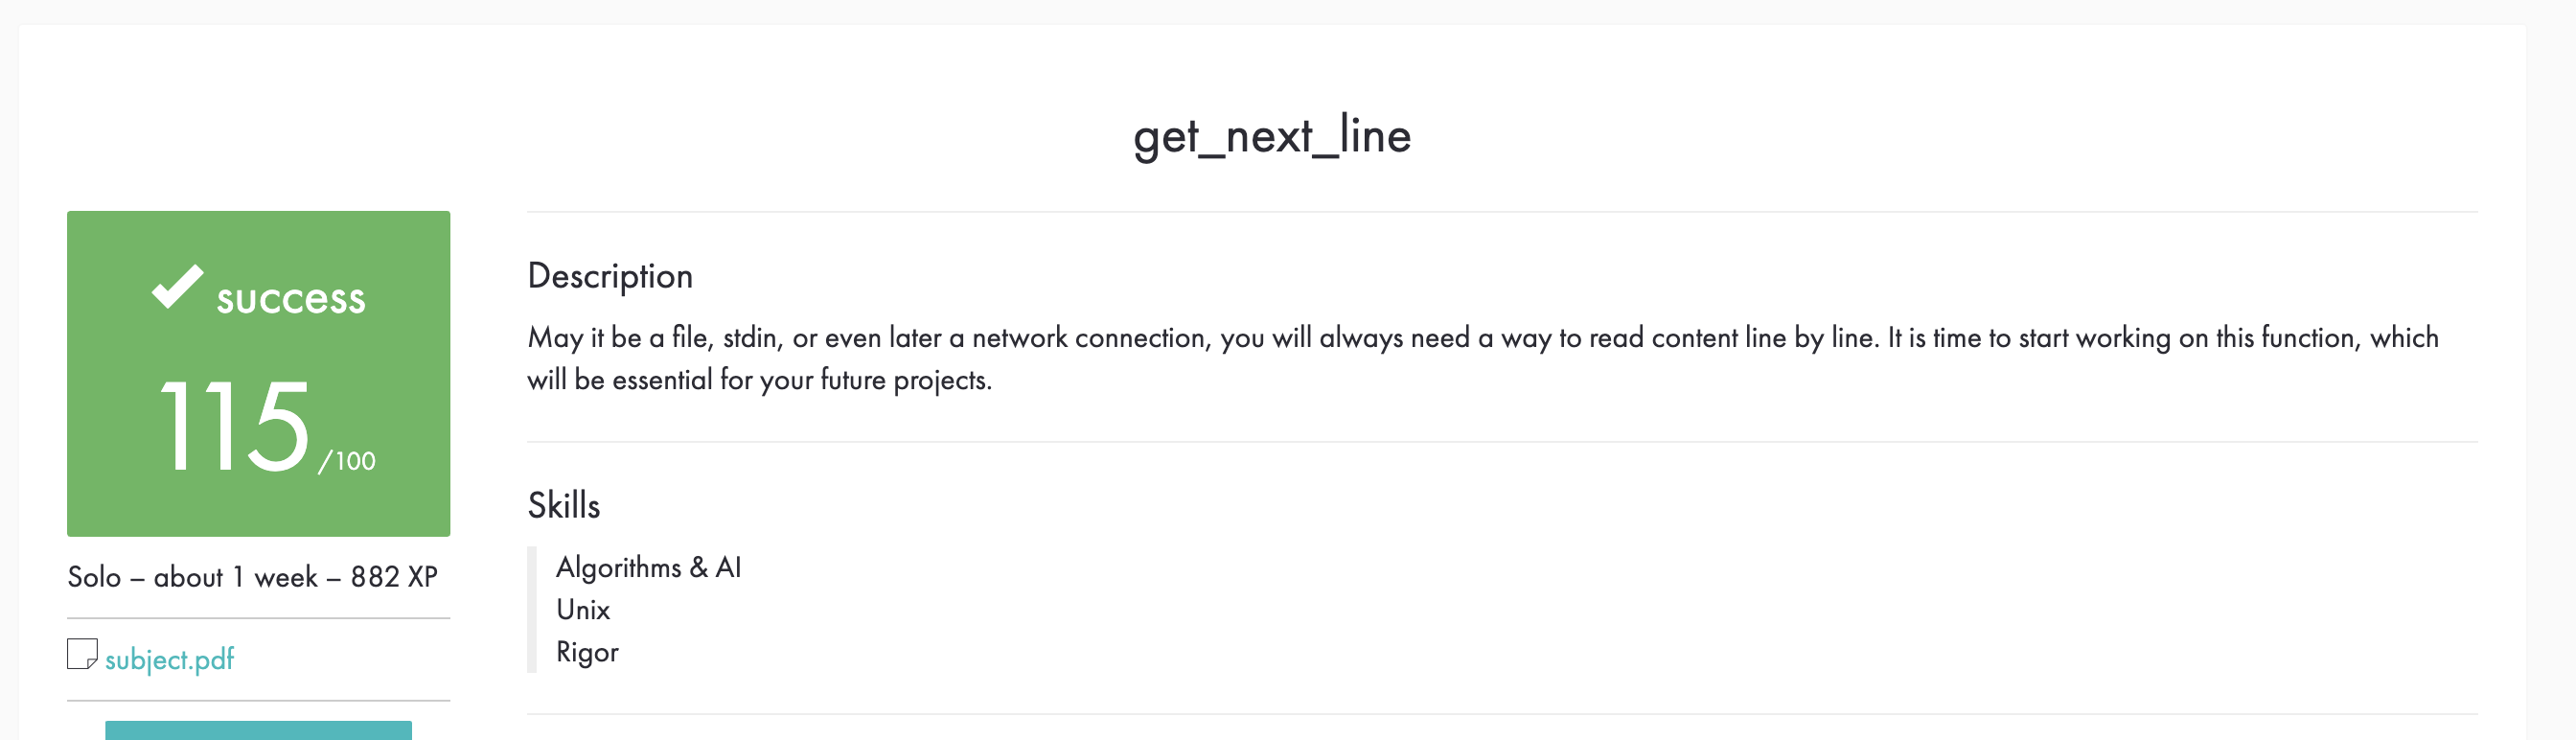 get_next_line
success
115 /100
Solo – about 1 week – 882 XP
subject.pdf
Description
May it be a file, stdin, or even later a network connection, you will always need a way to read content line by line. It is time to start working on this function, which
will be essential for your future projects.
Skills
Algorithms & AI
Unix
Rigor